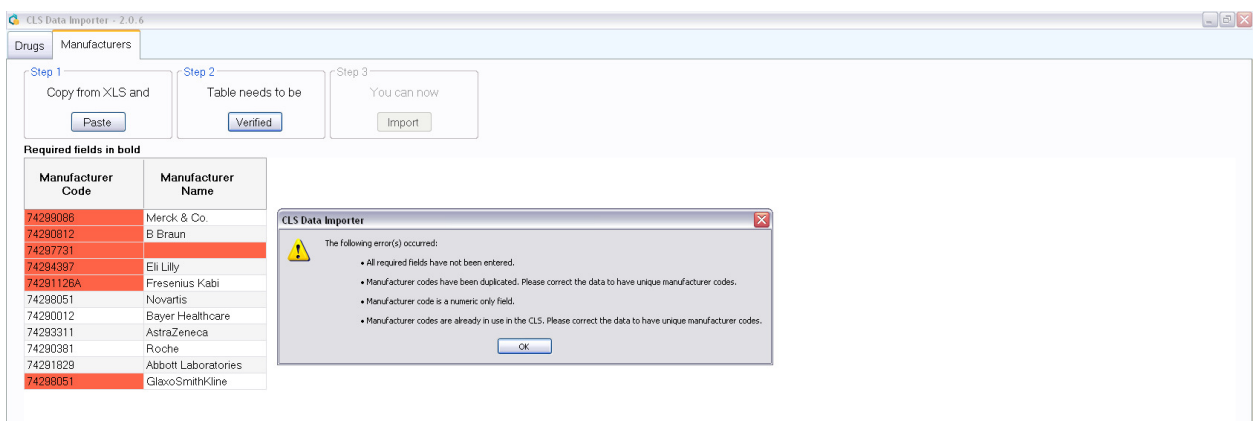 CLS Data Importer - 2.0.6
Drugs Manufacturers
Step 1 Step 2 Step 3
Copy from XLS and Table needs to be You can now
Paste Verified Import
Required fields in bold
Manufacturer Code Manufacturer Name
74299086 Merck & Co.
74290812 B Braun
74297731
74294397 Eli Lilly
74291126A Fresenius Kabi
74298051 Novartis
74290012 Bayer Healthcare
74293311 AstraZeneca
74290381 Roche
74291829 Abbott Laboratories
74298051 GlaxoSmithKline
CLS Data Importer
The following error(s) occurred:
• All required fields have not been entered.
• Manufacturer codes have been duplicated. Please correct the data to have unique manufacturer codes.
• Manufacturer code is a numeric only field.
• Manufacturer codes are already in use in the CLS. Please correct the data to have unique manufacturer codes.
OK